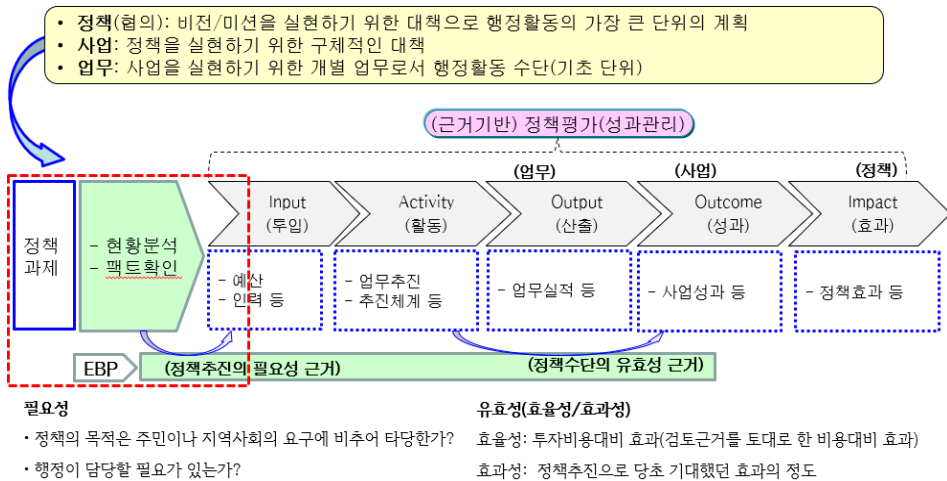 • 정책(협의): 비전/미션을 실현하기 위한 대책으로 행정활동의 가장 큰 단위의 계획
• 사업: 정책을 실현하기 위한 구체적인 대책
• 업무: 사업을 실현하기 위한 개별 업무로서 행정활동 수단(기초 단위)
(근거기반) 정책평가(성과관리)
(업무) (사업) (정책)
정책
과제
- 현황분석
- 팩트확인
Input
(투입)
Activity
(활동)
Output
(산출)
Outcome
(성과)
Impact
(효과)
- 예산
- 인력 등
- 업무추진
- 추진체계 등
- 업무실적 등
- 사업성과 등
- 정책효과 등
EBP
(정책추진의 필요성 근거)
(정책수단의 유효성 근거)
필요성
• 정책의 목적은 주민이나 지역사회의 요구에 비추어 타당한가?
• 행정이 담당할 필요가 있는가?
유효성(효율성/효과성)
효율성: 투자비용대비 효과(검토근거를 토대로 한 비용대비 효과)
효과성: 정책추진으로 당초 기대했던 효과의 정도